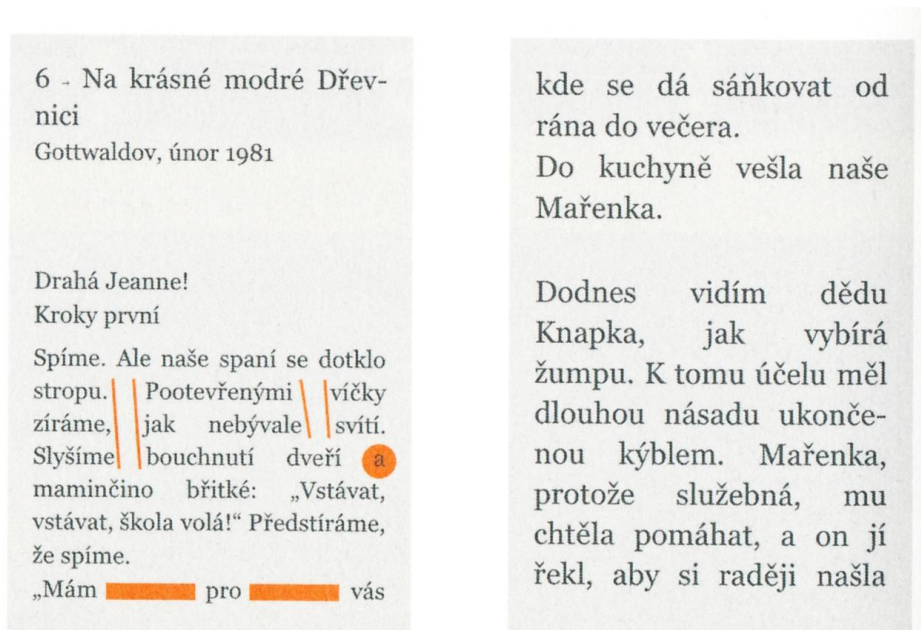 6 - Na krásné modré Dřev-
nici
Gottwaldov, únor 1981
Drahá Jeanne!
Kroky první
Spíme. Ale naše spaní se dotklo
stropu. Pootevřenými víčky
zíráme, jak nebývale svítí.
Slyšíme bouchnutí dveří a
maminčino břitké: „Vstávat,
vstávat, škola volá!“ Předstíráme,
že spíme.
„Mám pro vás
kde se dá sáňkovat od
rána do večera.
Do kuchyně vešla naše
Mařenka.
Dodnes vidím dědu
Knapka, jak vybírá
žumpu. K tomu účelu měl
dlouhou násadu ukonče-
nou kýblem. Mařenka,
protože služebná, mu
chtěla pomáhat, a on jí
řekl, aby si raději našla